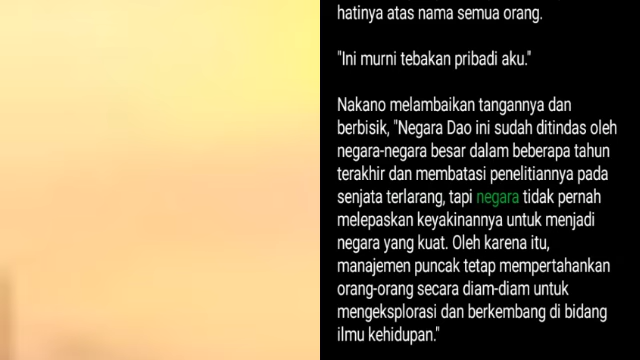 hatinya atas nama semua orang.
"Ini murni tebakan pribadi aku."
Nakano melambaikan tangannya dan
berbisik, "Negara Dao ini sudah ditindas oleh
negara-negara besar dalam beberapa tahun
terakhir dan membatasi penelitiannya pada
senjata terlarang, tapi negara tidak pernah
melepaskan keyakinannya untuk menjadi
negara yang kuat. Oleh karena itu,
manajemen puncak tetap mempertahankan
orang-orang secara diam-diam untuk
mengeksplorasi dan berkembang di bidang
ilmu kehidupan."